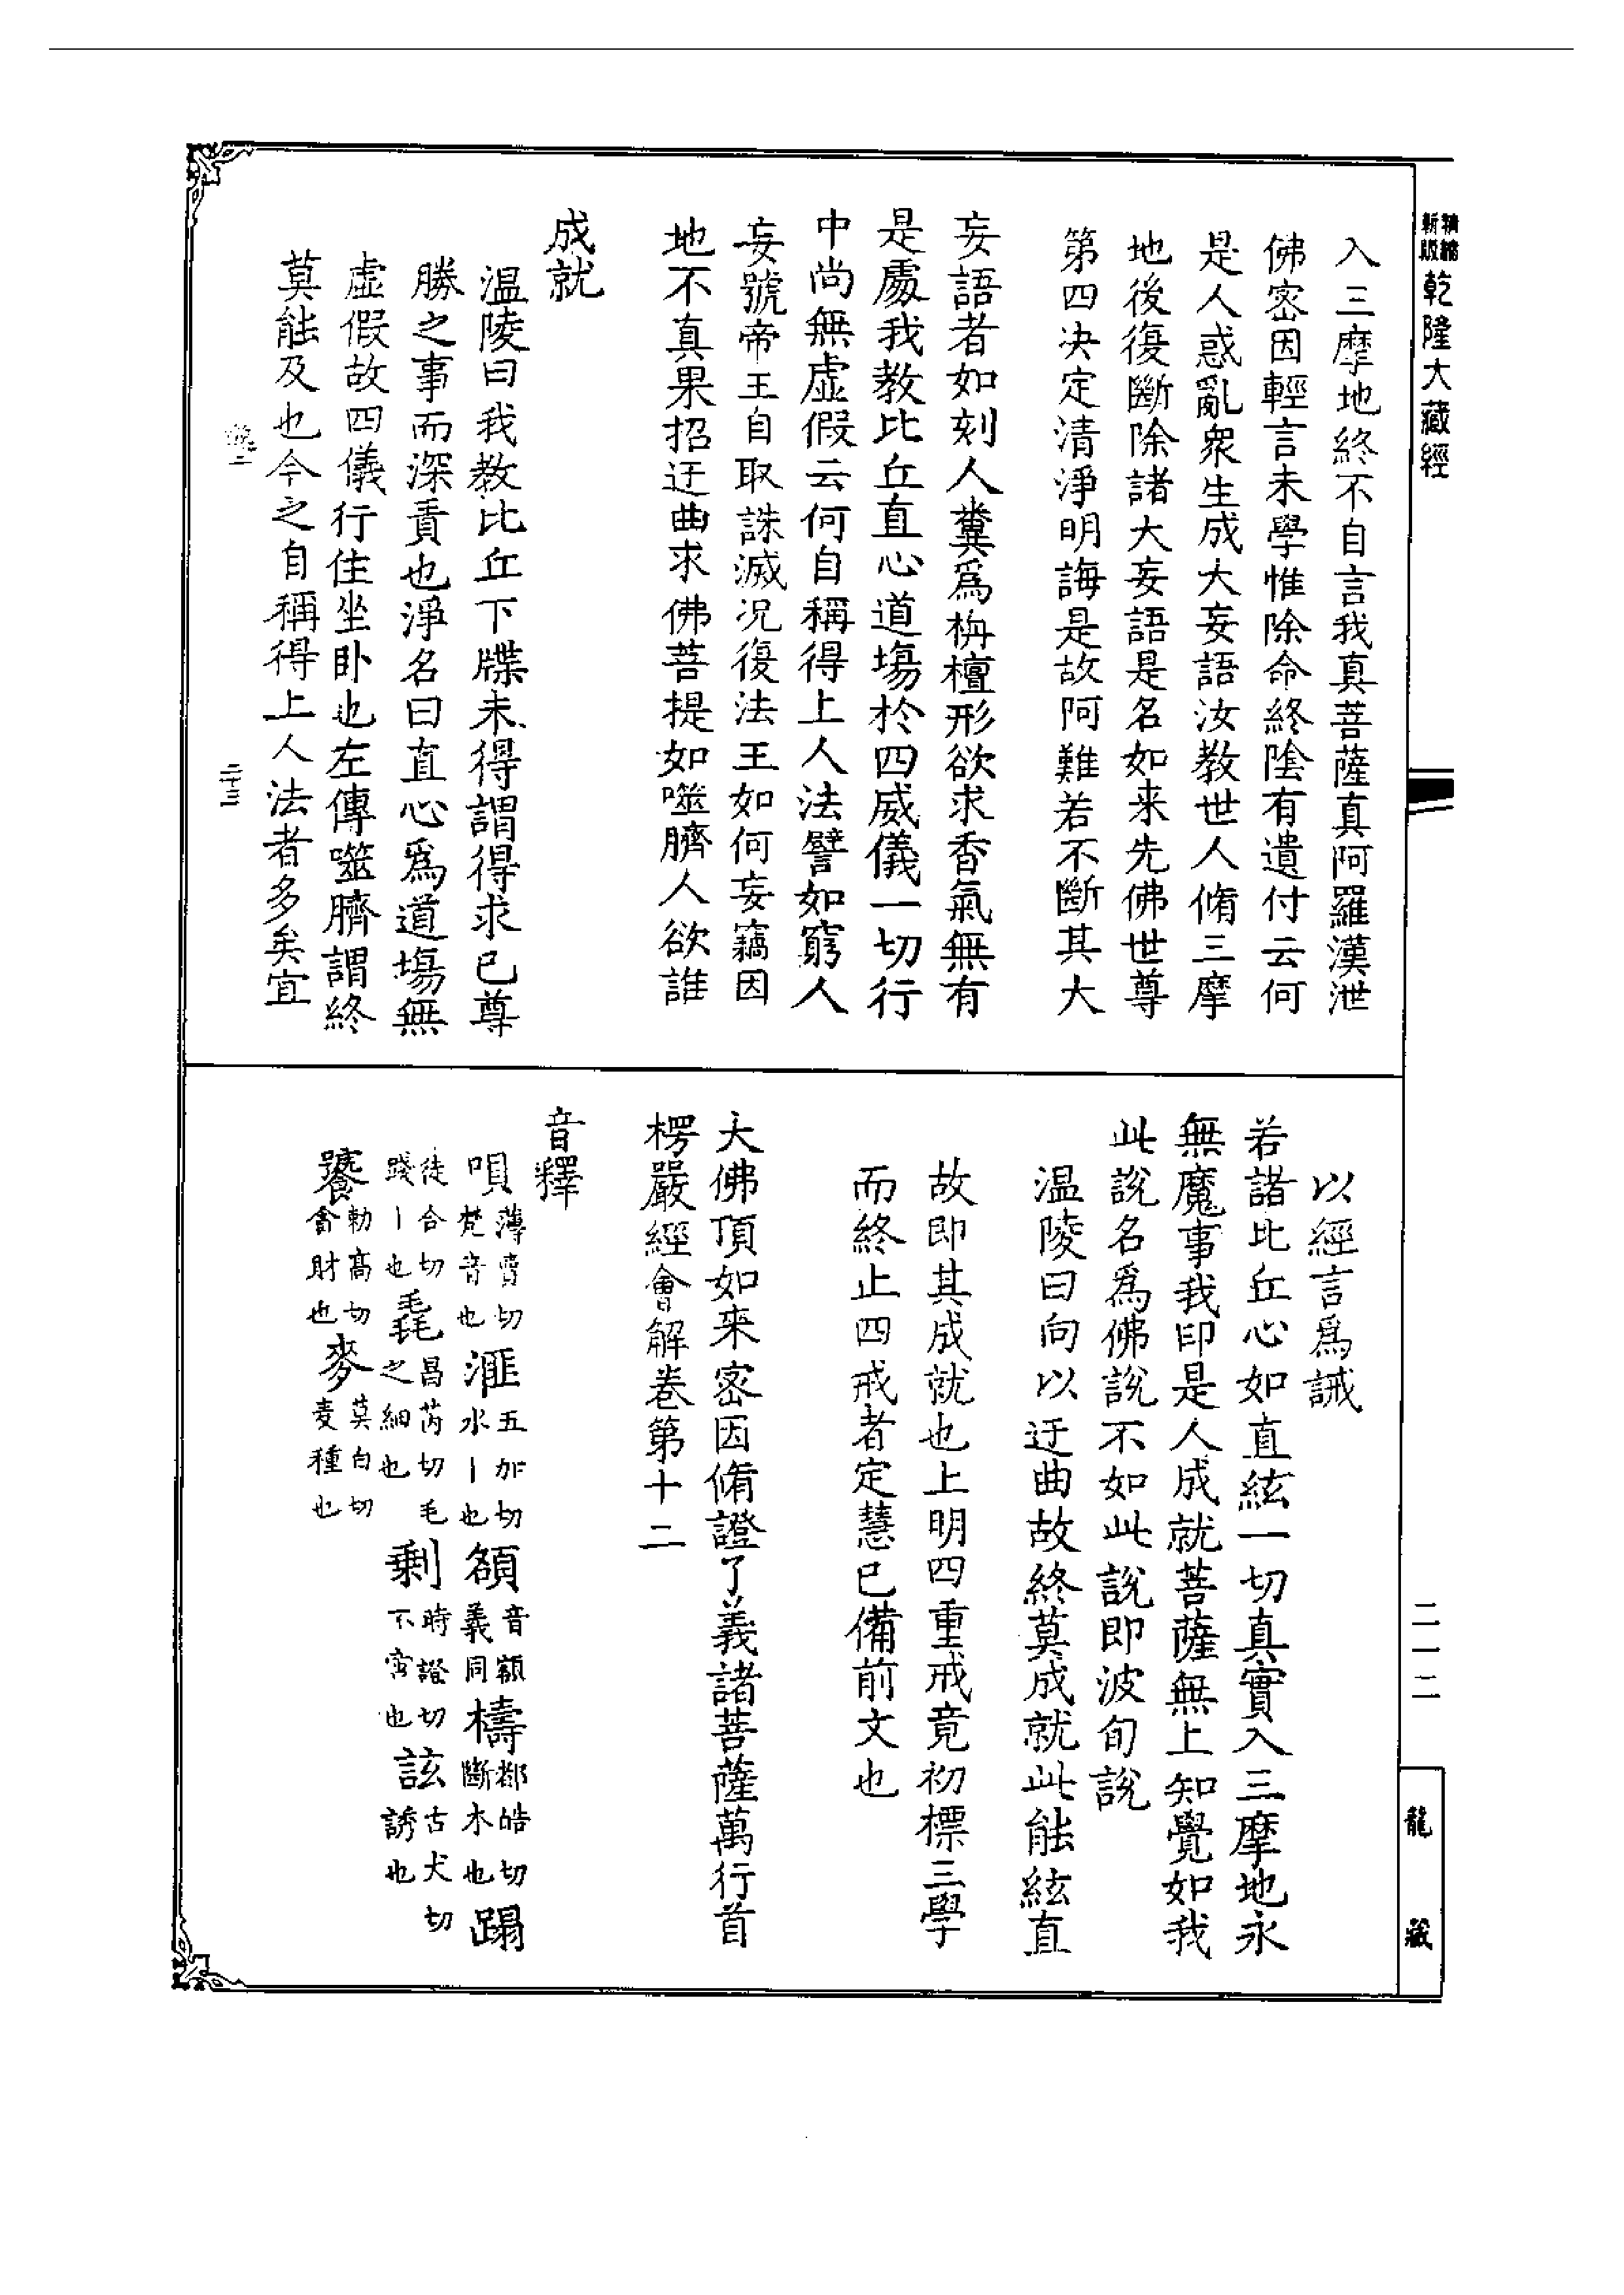 精縮新版
乾隆大藏經
入三摩地終不自言我真菩薩真阿羅漢泄
佛密因輕言未學惟除命終陰有遺付云何
是人惑亂衆生成大妄語汝教世人脩三摩
地後復斷除諸大妄語是名如來先佛世尊
第四決定清淨明誨是故阿難若不斷其大
妄語者如刻人糞爲栴檀形欲求香氣無有
是處我教比丘直心道場於四威儀一切行
中尚無虛假云何自稱得上人法譬如窮人
妄號帝王自取誅滅況復法王如何妄竊因
地不真果招迂曲求佛菩提如噬臍人欲誰
成就
溫陵曰我教比丘下牒未得謂得求已尊
勝之事而深責也淨名曰直心爲道場無
虛假故四儀行住坐卧也左傳噬臍謂終
莫能及也今之自稱得上人法者多矣宜
二十三
以經言爲誡
若諸比丘心如直絃一切真實入三摩地永
無魔事我印是人成就菩薩無上知覺如我
此說名爲佛說不如此說即波旬說
溫陵曰向以迂曲故終莫成就此能絃直
故即其成就也上明四重戒竟初標三學
而終止四戒者定慧已備前文也
大佛頂如來密因脩證了義諸菩薩萬行首
楞嚴經會解卷第十二
音釋
唄薄賣切梵音也漄五加切水丨也額音額義同檮都皓切斷木也蹋
徒合切踐丨也毳昌芮切毛之細也剩時證切不啻也該古犬切誘也
饕勅高切貪財也麥莫白切麦種也
二一二
龍藏